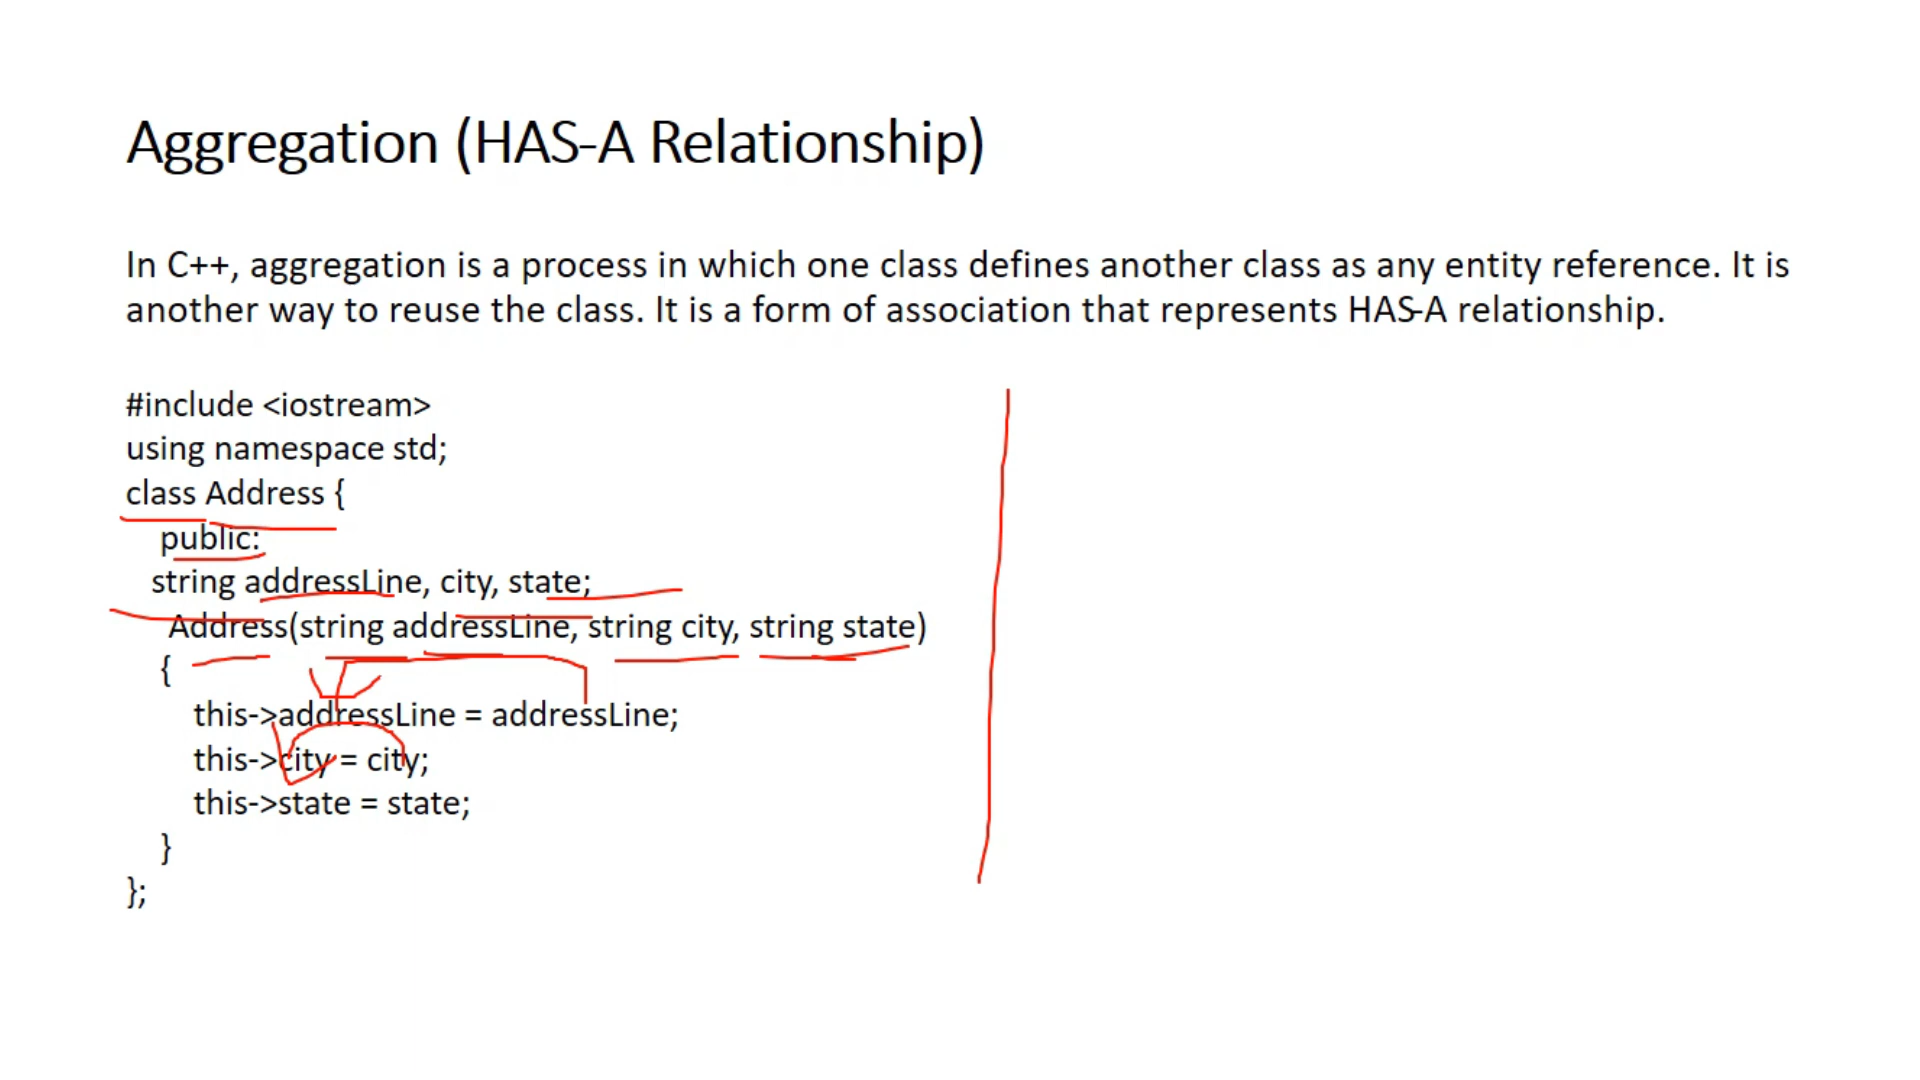 Aggregation (HAS-A Relationship)
In C++, aggregation is a process in which one class defines another class as any entity reference. It is
another way to reuse the class. It is a form of association that represents HAS-A relationship.
#include <iostream>
using namespace std;
class Address {
public:
string addressLine, city, state;
Address(string addressLine, string city, string state)
{
this->addressLine = addressLine;
this->city = city;
this->state = state;
}
};